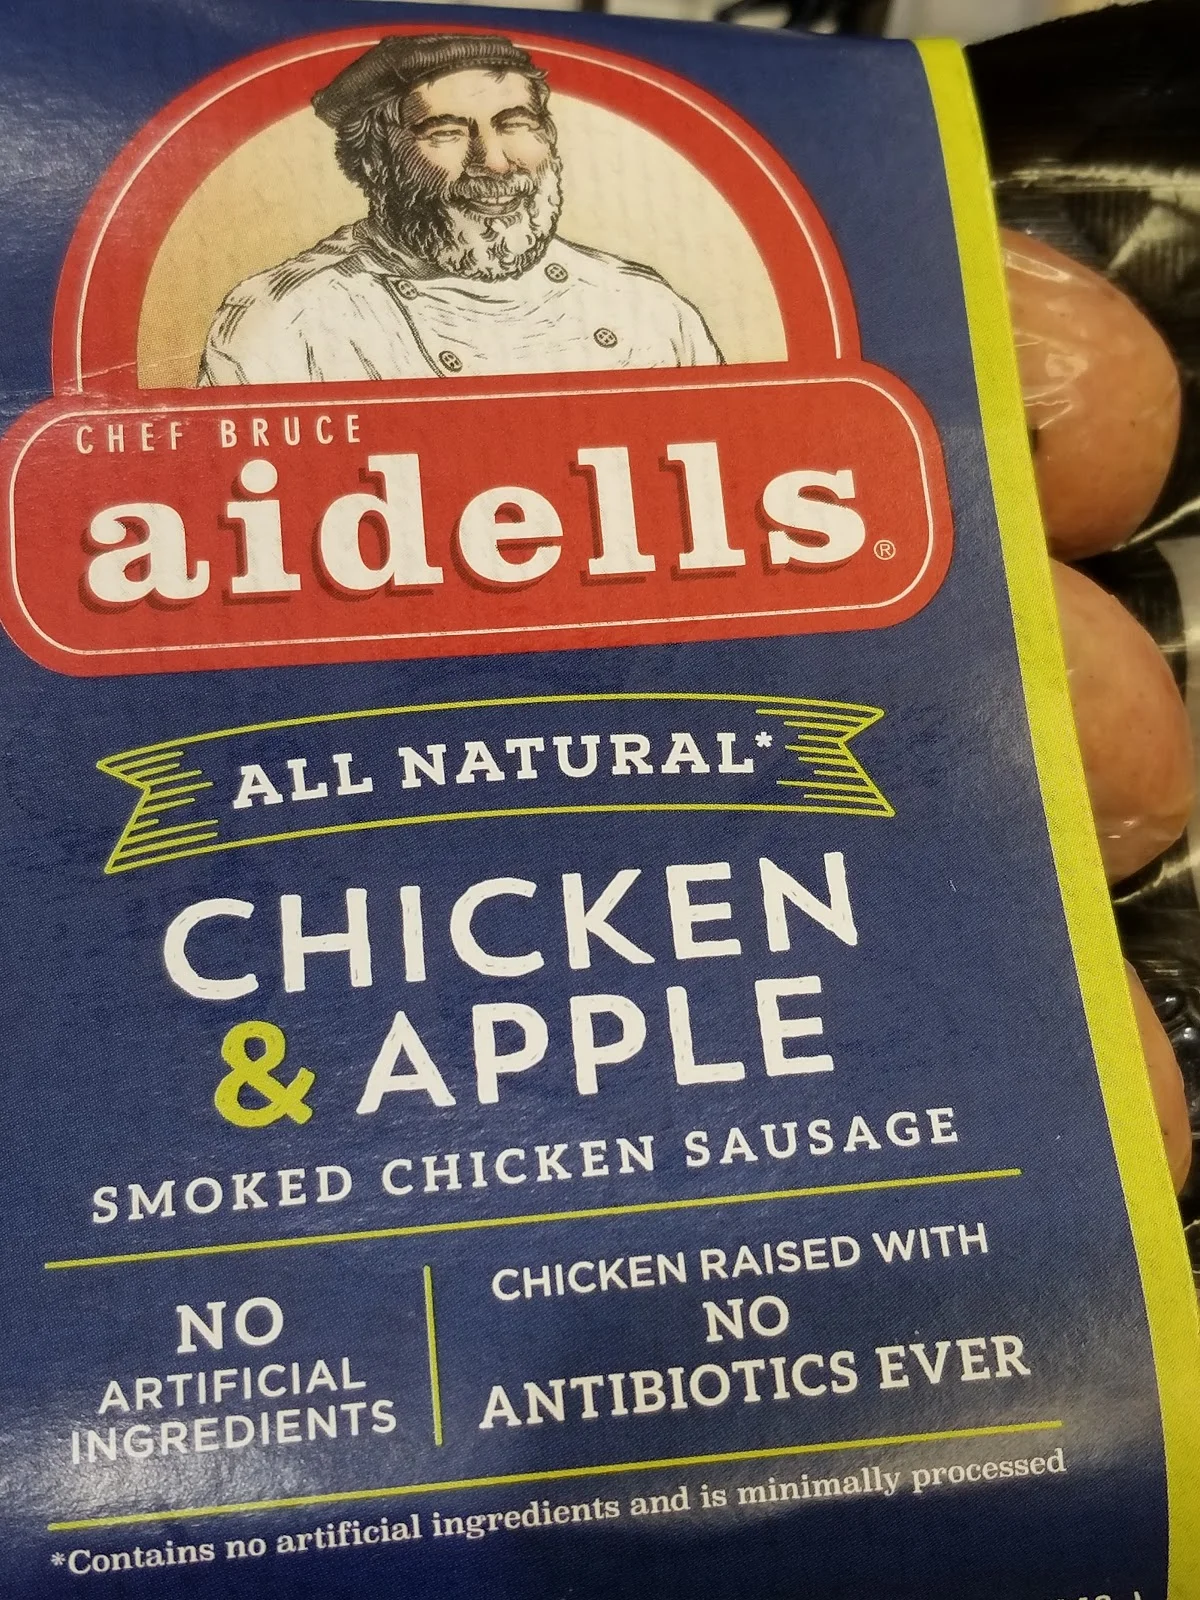 CHEF BRUCE
aidells®
ALL NATURAL*
CHICKEN
& APPLE
SMOKED CHICKEN SAUSAGE
NO
ARTIFICIAL
INGREDIENTS
CHICKEN RAISED WITH
NO
ANTIBIOTICS EVER
*Contains no artificial ingredients and is minimally processed